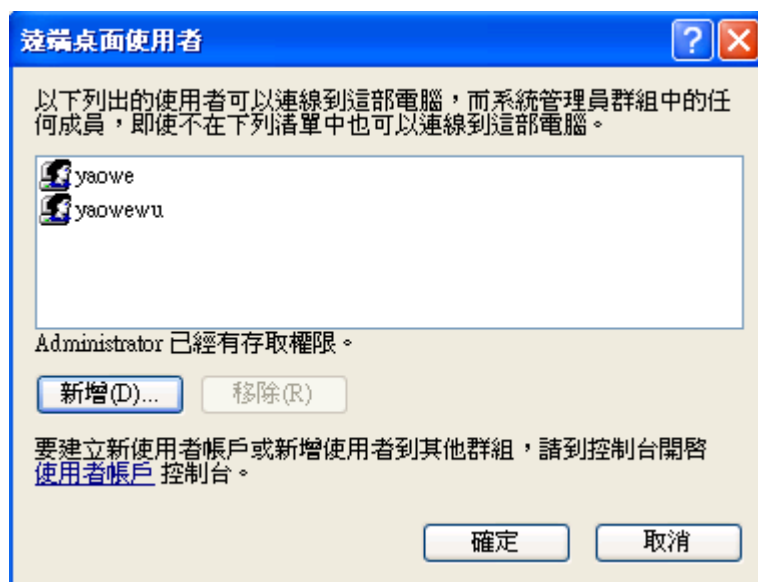 遠端桌面使用者
以下列出的使用者可以連線到這部電腦,而系統管理員群組中的任
何成員,即使不在下列清單中也可以連線到這部電腦。
yaowe
yaowewu
Administrator 已經有存取權限。
新增(D)... 移除(R)
要建立新使用者帳戶或新增使用者到其他群組,請到控制台開啓
使用者帳戶 控制台。
確定 取消